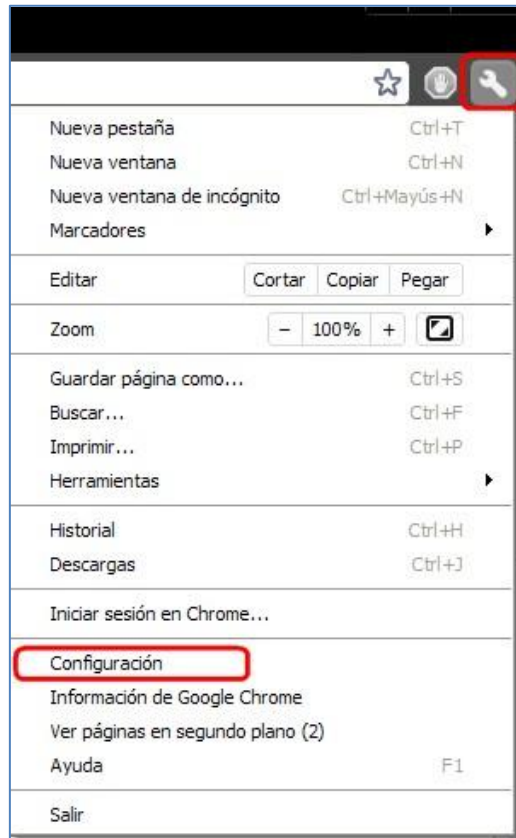 Nueva pestaña Ctrl+T
Nueva ventana Ctrl+N
Nueva ventana de incógnito Ctrl+Mayús+N
Marcadores
Editar Cortar Copiar Pegar
Zoom - 100% +
Guardar página como... Ctrl+S
Buscar... Ctrl+F
Imprimir... Ctrl+P
Herramientas
Historial Ctrl+H
Descargas Ctrl+J
Iniciar sesión en Chrome...
Configuración
Información de Google Chrome
Ver páginas en segundo plano (2)
Ayuda F1
Salir